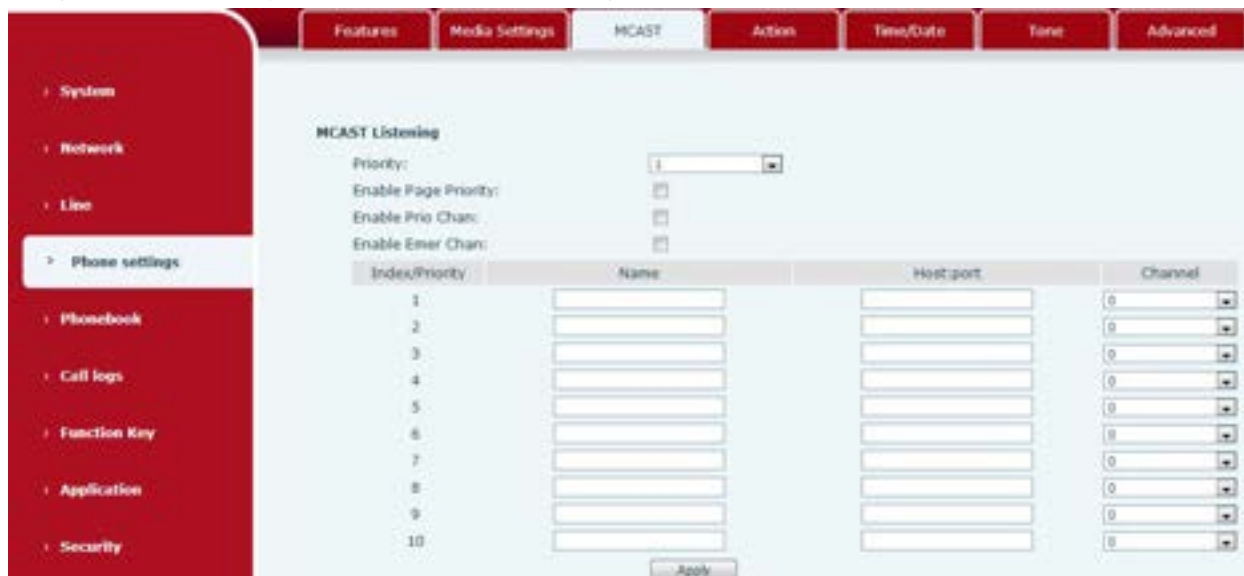 Features Media Settings MCAST Action Time/Date Tone Advanced
System
Network
Line
Phone settings
Phonebook
Call logs
Function Key
Application
Security
MCAST Listening
Priority: 1
Enable Page Priority:
Enable Prio Chan:
Enable Emer Chan:
Index/Priority Name Host:port Channel
1 0
2 0
3 0
4 0
5 0
6 0
7 0
8 0
9 0
10 0
Apply